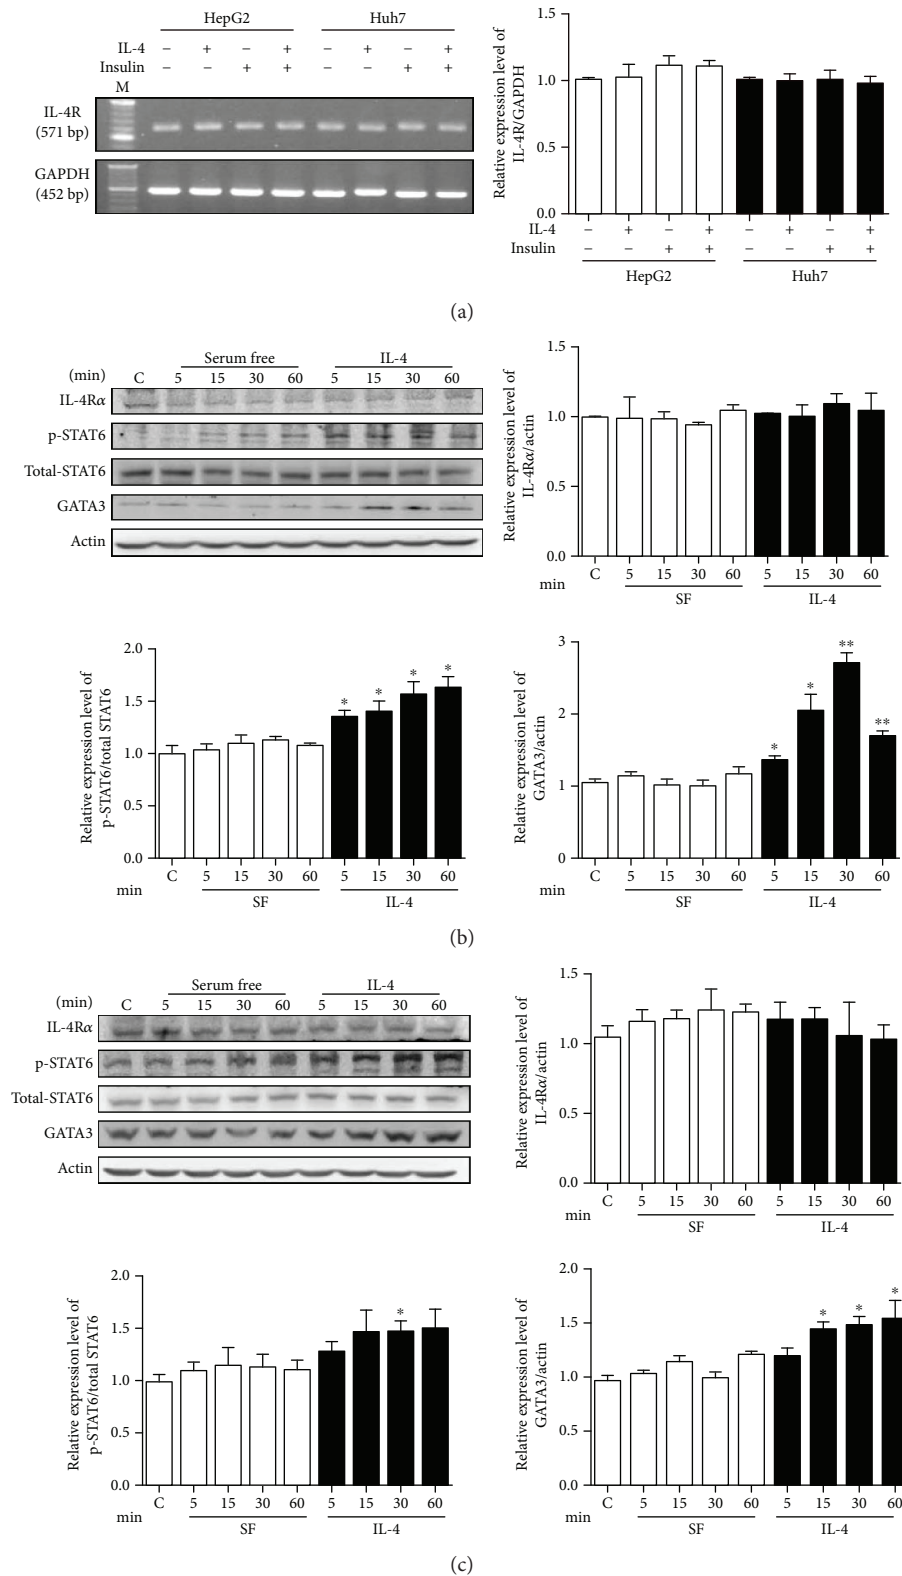 HepG2 Huh7
IL-4 − + − + − + − +
Insulin − − + + − − + +
M
IL-4R
(571 bp)
GAPDH
(452 bp)
Relative expression level of
IL-4R/GAPDH
1.5
1.0
0.5
0.0
IL-4 − + − + − + − +
Insulin − − + + − − + +
HepG2 Huh7
(a)
Serum free IL-4
(min) C 5 15 30 60 5 15 30 60
IL-4Rα
p-STAT6
Total-STAT6
GATA3
Actin
Relative expression level of
IL-4Rα/actin
1.5
1.0
0.5
0.0
min C 5 15 30 60 5 15 30 60
SF IL-4
Relative expression level of
p-STAT6/total STAT6
2.0
1.5
1.0
0.5
0.0
* * * *
min C 5 15 30 60 5 15 30 60
SF IL-4
Relative expression level of
GATA3/actin
3
2
1
0
* * ** **
min C 5 15 30 60 5 15 30 60
SF IL-4
(b)
Serum free IL-4
(min) C 5 15 30 60 5 15 30 60
IL-4Rα
p-STAT6
Total-STAT6
GATA3
Actin
Relative expression level of
IL-4Rα/actin
1.5
1.0
0.5
0.0
min C 5 15 30 60 5 15 30 60
SF IL-4
Relative expression level of
p-STAT6/total STAT6
2.0
1.5
1.0
0.5
0.0
*
min C 5 15 30 60 5 15 30 60
SF IL-4
Relative expression level of
GATA3/actin
2.0
1.5
1.0
0.5
0.0
* * *
min C 5 15 30 60 5 15 30 60
SF IL-4
(c)